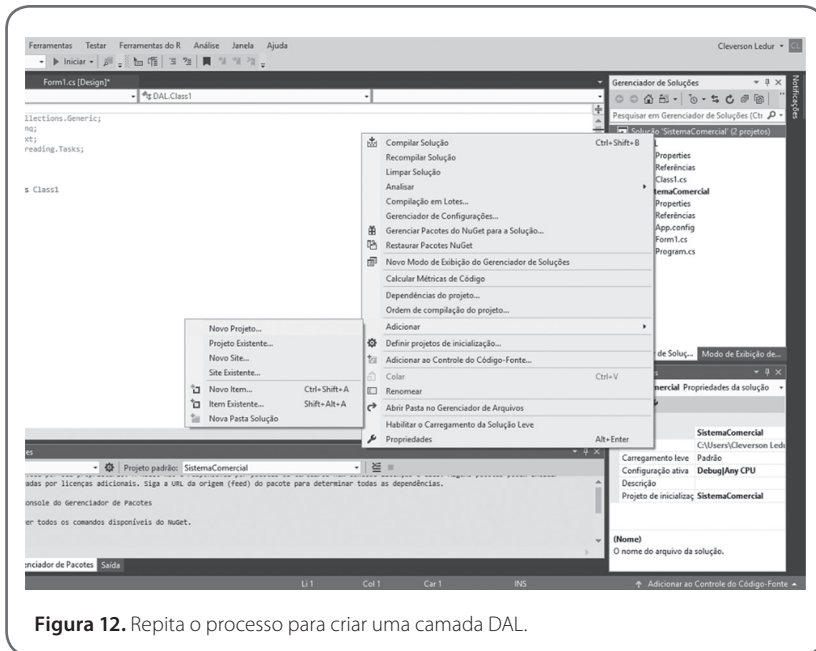 Ferramentas Testar Ferramentas do R Análise Janela Ajuda
Cleverson Ledur CL
Iniciar
Form1.cs [Design]*
DAL.Class1
llections.Generic;
nq;
xt;
reading.Tasks;
s Class1
Compilar Solução Ctrl+Shift+B
Recompilar Solução
Limpar Solução
Analisar
Compilação em Lotes...
Gerenciador de Configurações...
Gerenciar Pacotes do NuGet para a Solução...
Restaurar Pacotes NuGet
Novo Modo de Exibição do Gerenciador de Soluções
Calcular Métricas de Código
Dependências do projeto...
Ordem de compilação do projeto...
Adicionar
Definir projetos de inicialização...
Adicionar ao Controle do Código-Fonte...
Colar Ctrl+V
Renomear
Abrir Pasta no Gerenciador de Arquivos
Habilitar o Carregamento da Solução Leve
Propriedades Alt+Enter
Novo Projeto...
Projeto Existente...
Novo Site...
Site Existente...
Novo Item... Ctrl+Shift+A
Item Existente... Shift+Alt+A
Nova Pasta Solução
Gerenciador de Soluções
Notificações
Pesquisar em Gerenciador de Soluções (Ctr
Solução 'SistemaComercial' (2 projetos)
L
Properties
Referências
Class1.cs
temaComercial
Properties
Referências
App.config
Form1.cs
Program.cs
de Soluç... Modo de Exibição de...
es
mercial Propriedades da solução
SistemaComercial
C:\Users\Cleverson Led
Carregamento leve Padrão
Configuração ativa Debug|Any CPU
Descrição
Projeto de inicializaç SistemaComercial
(Nome)
O nome do arquivo da solução.
es
Projeto padrão: SistemaComercial
adas por licenças adicionais. Siga a URL da origem (feed) do pacote para determinar todas as dependências.
onsole do Gerenciador de Pacotes
er todos os comandos disponíveis do NuGet.
enciador de Pacotes Saída
Li 1 Col 1 Car 1 INS Adicionar ao Controle do Código-Fonte
Figura 12. Repita o processo para criar uma camada DAL.